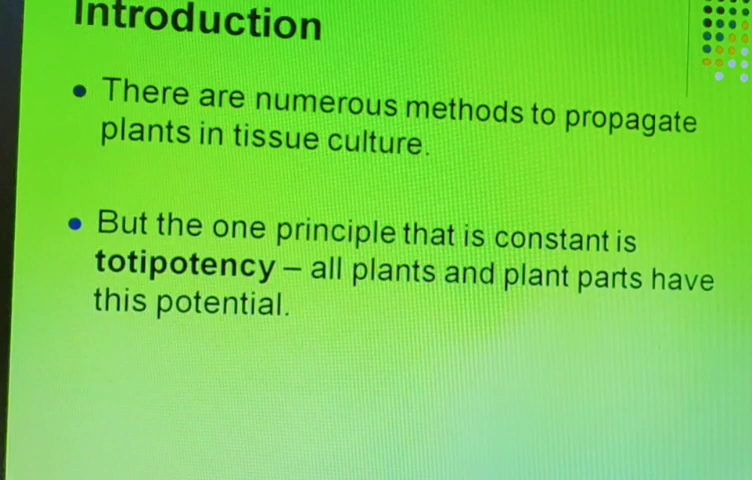 Introduction
• There are numerous methods to propagate
plants in tissue culture.
• But the one principle that is constant is
totipotency – all plants and plant parts have
this potential.